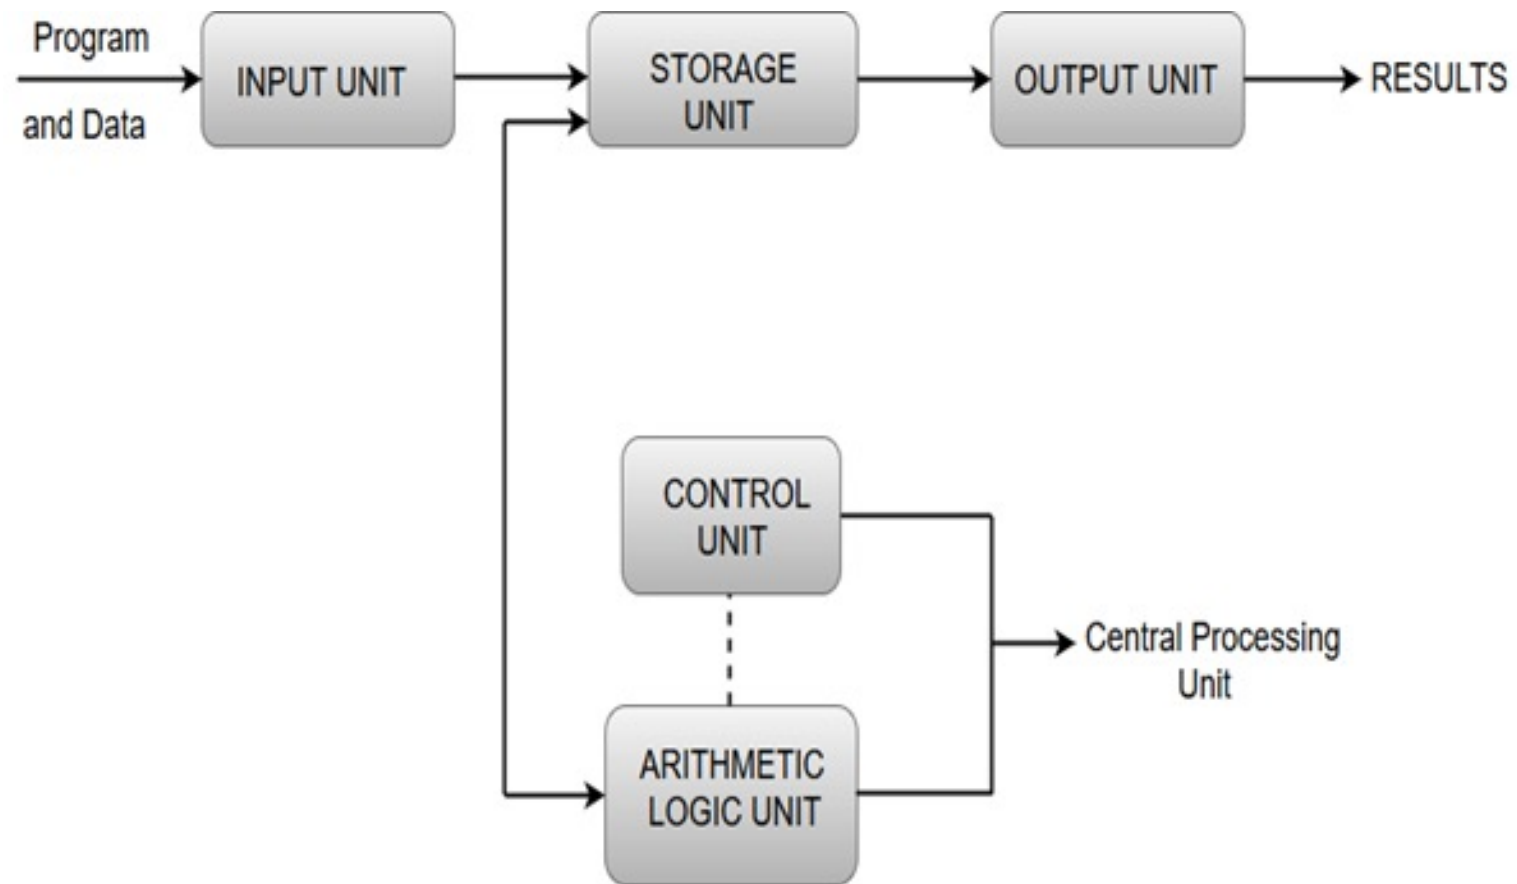 Program
and Data
INPUT UNIT
STORAGE
UNIT
OUTPUT UNIT
RESULTS
CONTROL
UNIT
Central Processing
Unit
ARITHMETIC
LOGIC UNIT